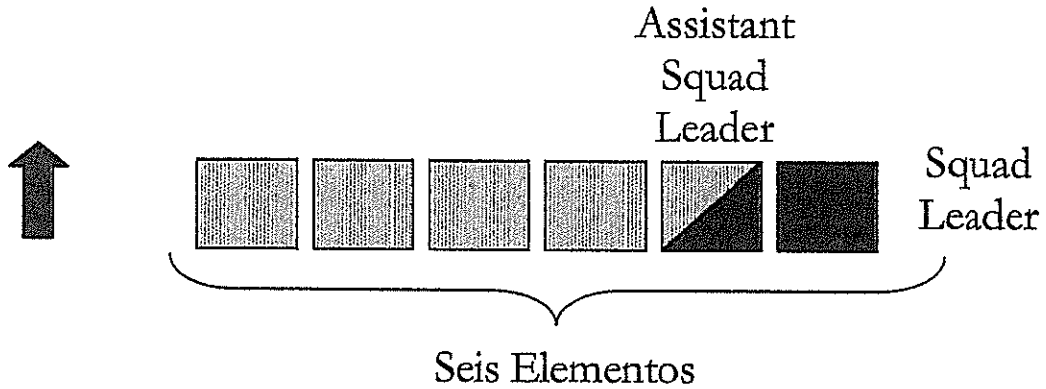 Assistant
Squad
Leader
Squad
Leader
Seis Elementos